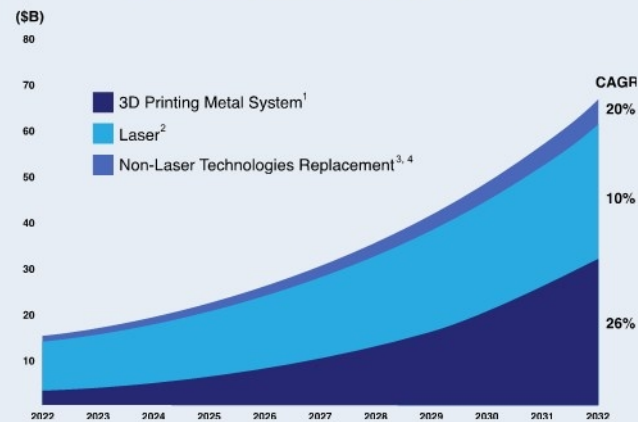 ($B)
80
70
60
50
40
30
20
10
3D Printing Metal System¹
Laser²
Non-Laser Technologies Replacement³, ⁴
CAGR
20%
10%
26%
2022 2023 2024 2025 2026 2027 2028 2029 2030 2031 2032